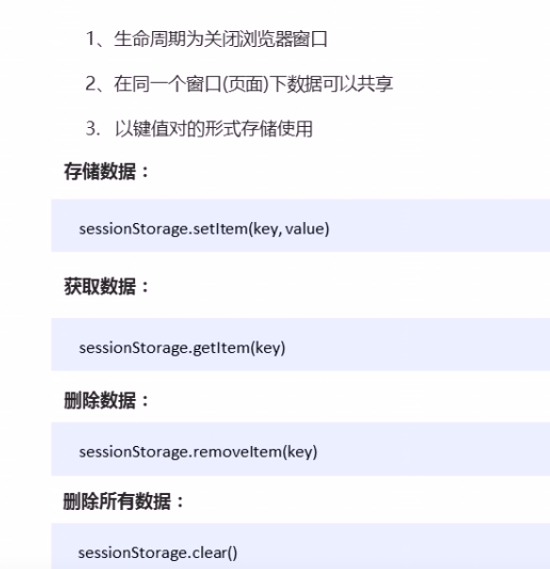 1、生命周期为关闭浏览器窗口
2、在同一个窗口(页面)下数据可以共享
3. 以键值对的形式存储使用
存储数据：
sessionStorage.setItem(key, value)
获取数据：
sessionStorage.getItem(key)
删除数据：
sessionStorage.removeItem(key)
删除所有数据：
sessionStorage.clear()